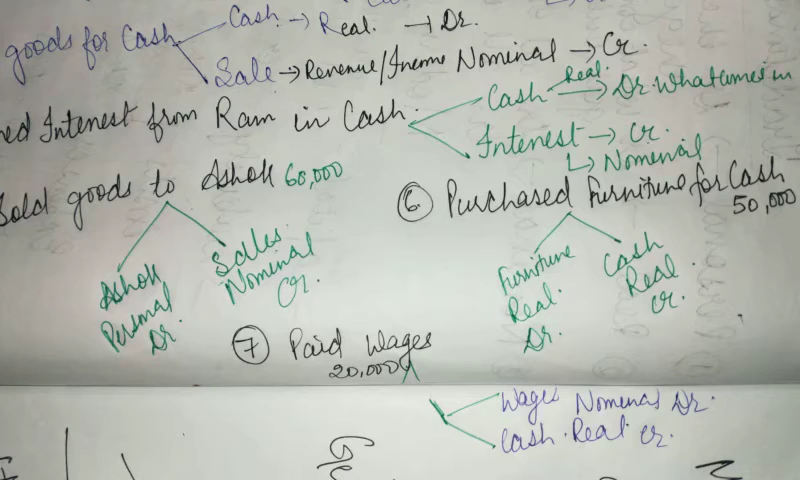 goods for Cash
Cash → Real. → Dr.
Sale → Revenue/Income Nominal → Cr.
Interest from Ram in Cash.
Cash Real. → Dr. What comes in
Interest → Cr.
↳ Nominal
Sold goods to Ashok 60,000
Ashok
Personal
Dr.
Sales
Nominal
Cr.
⑥ Purchased Furniture for Cash
50,000
Furniture
Real.
Dr.
Cash
Real.
Cr.
⑦ Paid Wages
20,000
Wages Nominal Dr.
Cash. Real. Cr.